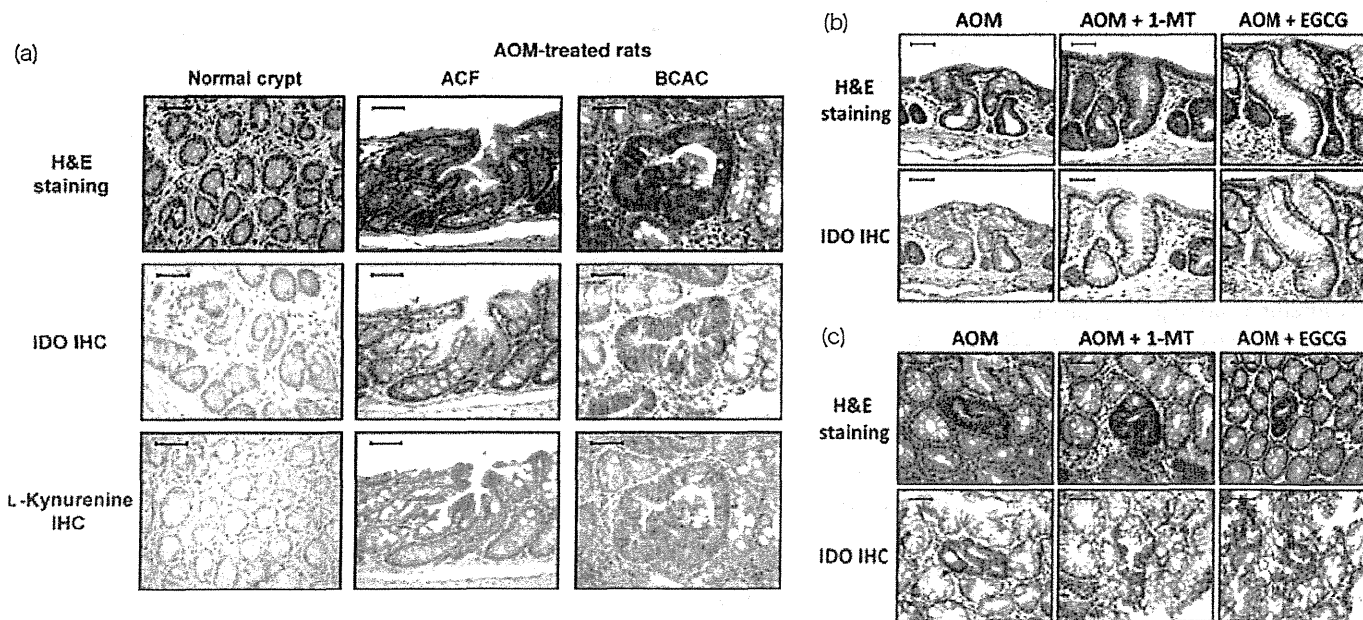 (a)
AOM-treated rats
Normal crypt ACF BCAC
H&E
staining
IDO IHC
L-Kynurenine
IHC
(b)
AOM AOM + 1-MT AOM + EGCG
H&E
staining
IDO IHC
(c)
AOM AOM + 1-MT AOM + EGCG
H&E
staining
IDO IHC